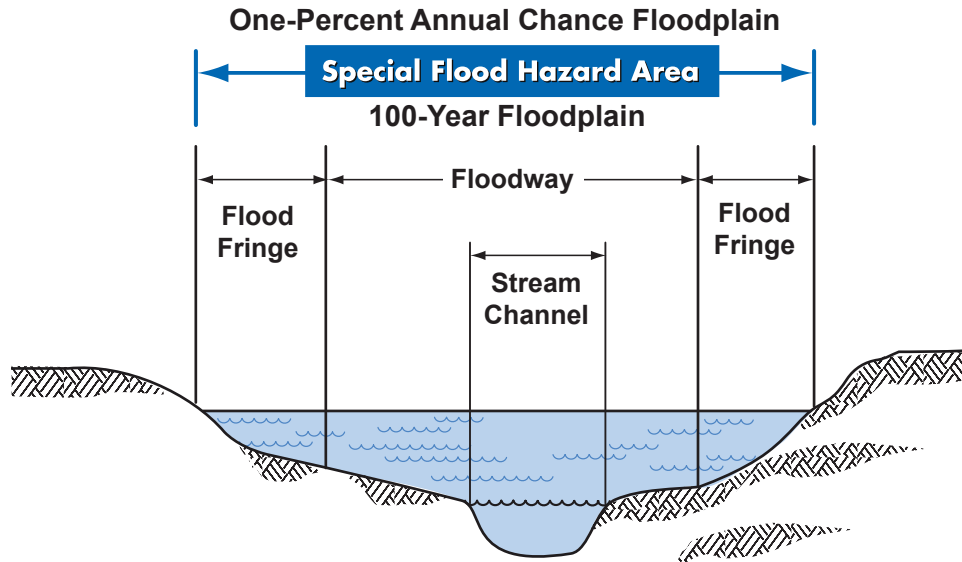 One-Percent Annual Chance Floodplain
Special Flood Hazard Area
100-Year Floodplain
Floodway
Flood
Fringe
Flood
Fringe
Stream
Channel